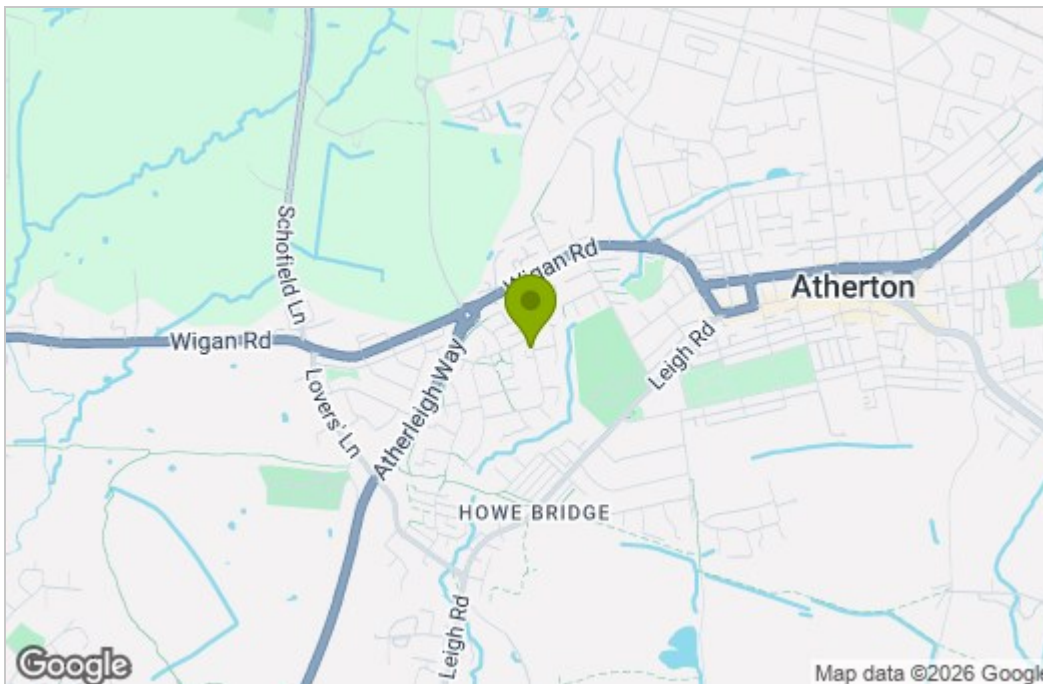 Schofield Ln
Wigan Rd
Atherton
Wigan Rd
Leigh Rd
Atherleigh Way
Lovers' Ln
HOWE BRIDGE
Leigh Rd
Google
Map data ©2026 Google